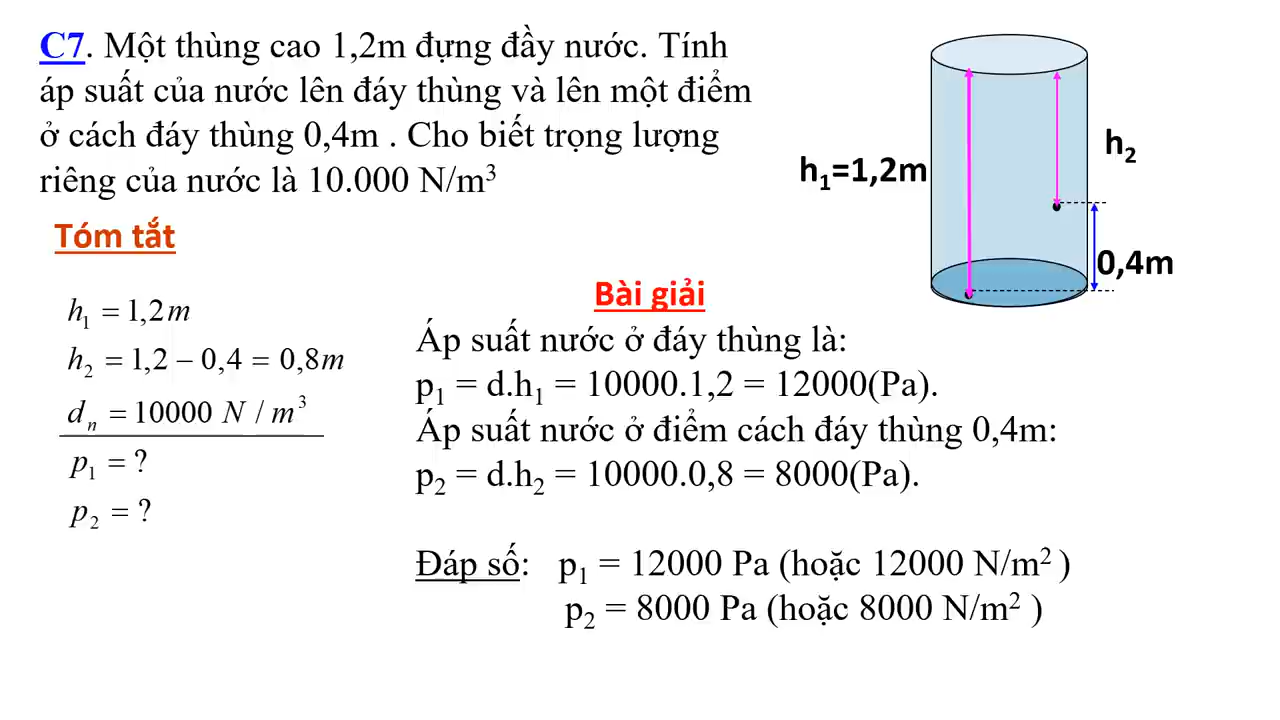 C7. Một thùng cao 1,2m đựng đầy nước. Tính
áp suất của nước lên đáy thùng và lên một điểm
ở cách đáy thùng 0,4m . Cho biết trọng lượng
riêng của nước là 10.000 N/m³
h₁=1,2m
h₂
0,4m
Tóm tắt
h₁ = 1,2m
h₂ = 1,2 – 0,4 = 0,8m
dₙ = 10000 N / m³
p₁ = ?
p₂ = ?
Bài giải
Áp suất nước ở đáy thùng là:
p₁ = d.h₁ = 10000.1,2 = 12000(Pa).
Áp suất nước ở điểm cách đáy thùng 0,4m:
p₂ = d.h₂ = 10000.0,8 = 8000(Pa).
Đáp số: p₁ = 12000 Pa (hoặc 12000 N/m² )
p₂ = 8000 Pa (hoặc 8000 N/m² )